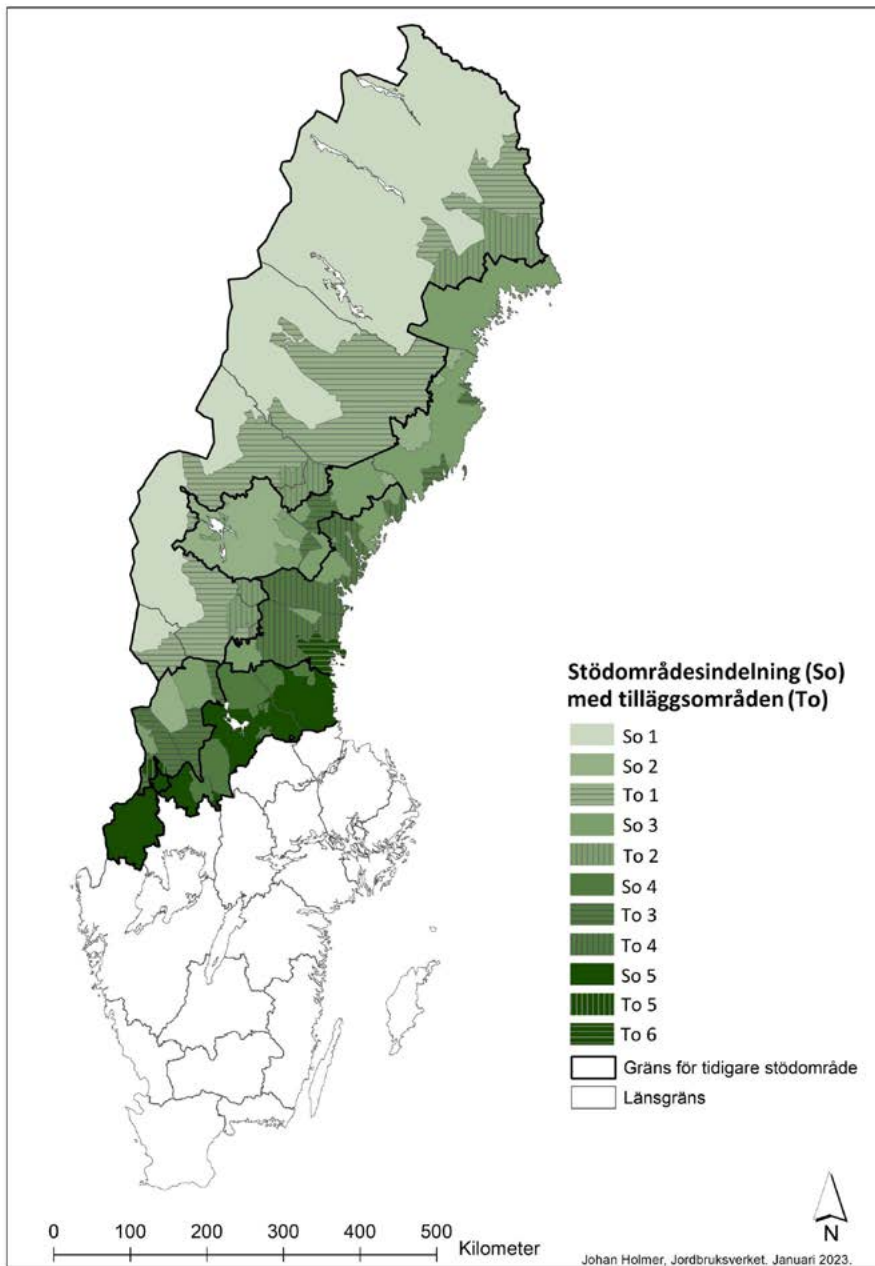 Stödområdesindelning (So)
med tilläggsområden (To)
So 1
So 2
To 1
So 3
To 2
So 4
To 3
To 4
So 5
To 5
To 6
Gräns för tidigare stödområde
Länsgräns
0 100 200 300 400 500
Kilometer
N
Johan Holmer, Jordbruksverket. Januari 2023.